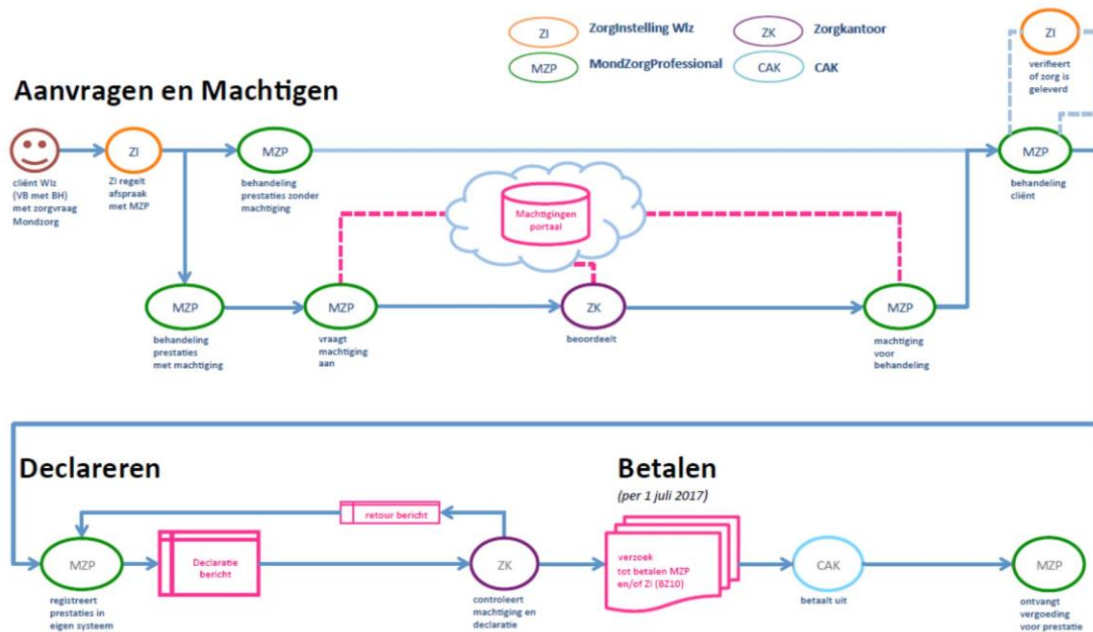 ZI
ZorgInstelling Wlz
ZK
Zorgkantoor
MZP
MondZorgProfessional
CAK
CAK
ZI
verifieert
of zorg is
geleverd
Aanvragen en Machtigen
ZI
MZP
MZP
cliënt Wlz
(VB met BH)
met zorgvraag
Mondzorg
ZI regelt
afspraak
met MZP
behandeling
prestaties zonder
machtiging
behandeling
cliënt
Machtigingen
portaal
MZP
MZP
ZK
MZP
behandeling
prestaties
met machtiging
vraagt
machtiging
aan
beoordeelt
machtiging
voor
behandeling
Declareren
Betalen
(per 1 juli 2017)
retour bericht
MZP
Declaratie
bericht
ZK
verzoek
tot betalen MZP
en/of ZI (BZ10)
CAK
MZP
registreert
prestaties in
eigen systeem
controleert
machtiging en
declaratie
betaalt uit
ontvangt
vergoeding
voor prestatie